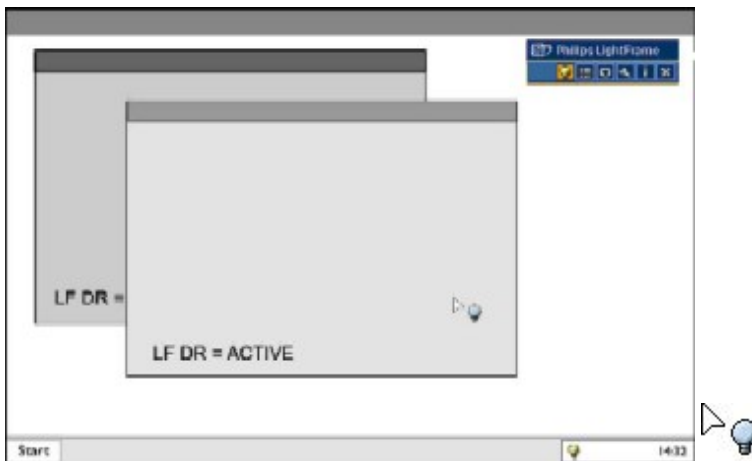 Philips LightFrame
LF DR =
LF DR = ACTIVE
Start
14:33